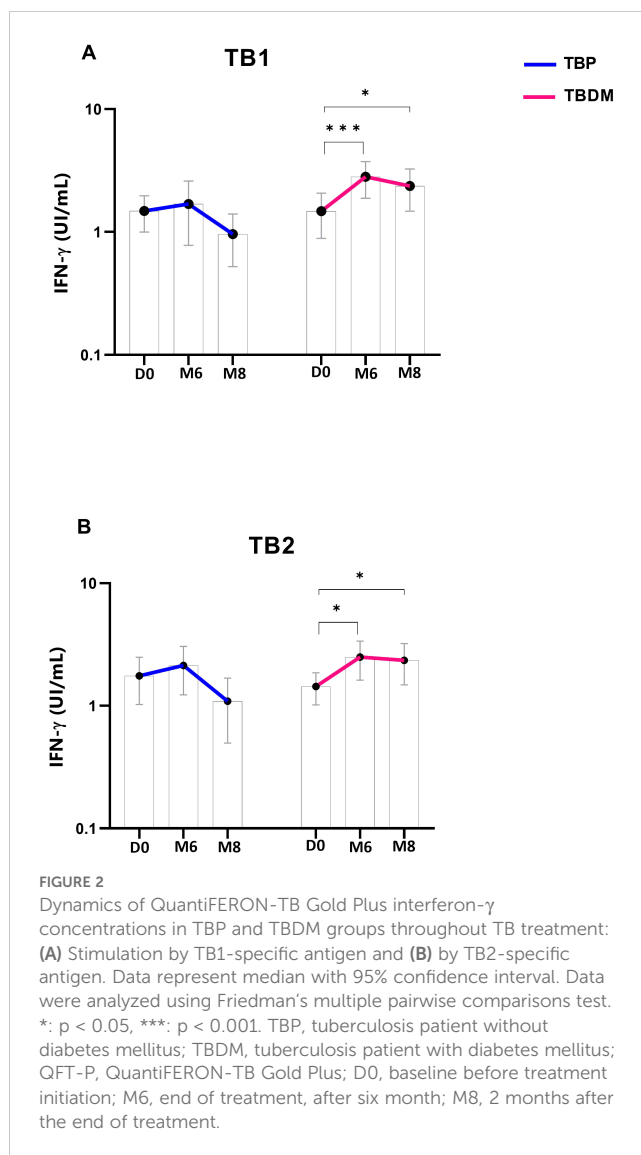 A
TB1
TBP
TBDM
10
1
0.1
IFN-γ (UI/mL)
*
***
D0 M6 M8 D0 M6 M8
B
TB2
10
1
0.1
IFN-γ (UI/mL)
*
*
D0 M6 M8 D0 M6 M8
FIGURE 2
Dynamics of QuantiFERON-TB Gold Plus interferon-γ
concentrations in TBP and TBDM groups throughout TB treatment:
(A) Stimulation by TB1-specific antigen and (B) by TB2-specific
antigen. Data represent median with 95% confidence interval. Data
were analyzed using Friedman's multiple pairwise comparisons test.
*: p < 0.05, ***: p < 0.001. TBP, tuberculosis patient without
diabetes mellitus; TBDM, tuberculosis patient with diabetes mellitus;
QFT-P, QuantiFERON-TB Gold Plus; D0, baseline before treatment
initiation; M6, end of treatment, after six month; M8, 2 months after
the end of treatment.